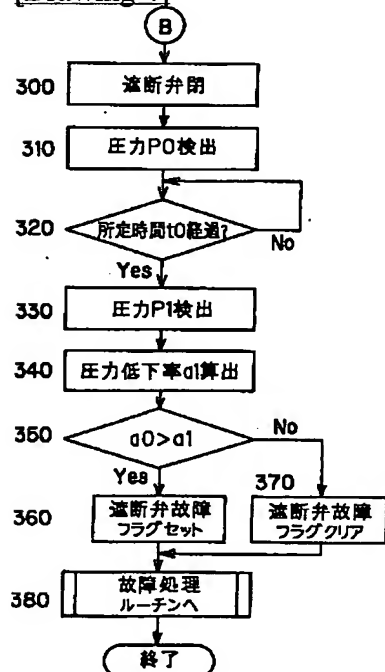 B
300 遮断弁閉
310 圧力P0検出
320 所定時間t0経過?
No
Yes
330 圧力P1検出
340 圧力低下率a1算出
350 a0>a1
No
Yes
370
360 遮断弁故障
フラグセット
遮断弁故障
フラグクリア
380 故障処理
ルーチンへ
終了